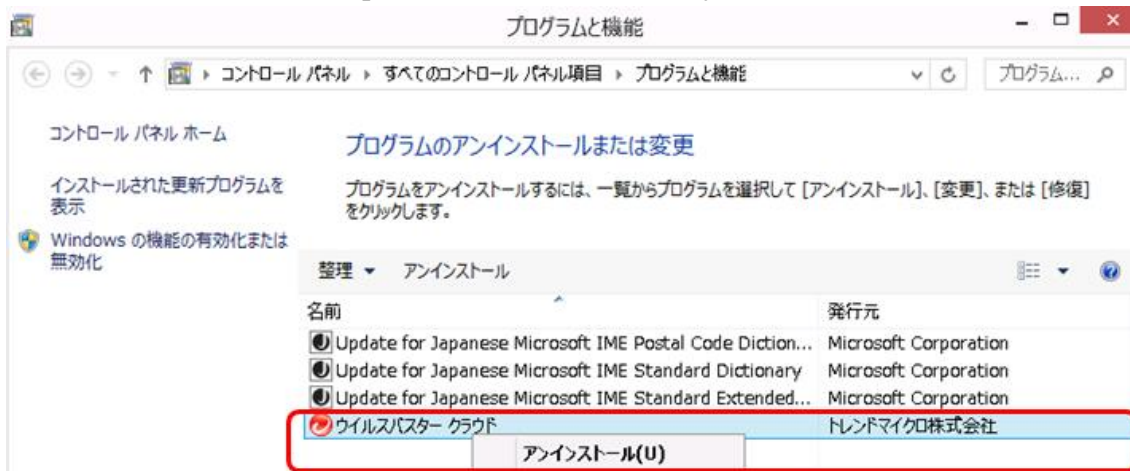 プログラムと機能
コントロール パネル すべてのコントロール パネル項目 プログラムと機能
プログラム...
コントロール パネル ホーム
インストールされた更新プログラムを
表示
Windows の機能の有効化または
無効化
プログラムのアンインストールまたは変更
プログラムをアンインストールするには、一覧からプログラムを選択して [アンインストール]、[変更]、または [修復]
をクリックします。
整理 アンインストール
名前 発行元
Update for Japanese Microsoft IME Postal Code Diction... Microsoft Corporation
Update for Japanese Microsoft IME Standard Dictionary Microsoft Corporation
Update for Japanese Microsoft IME Standard Extended... Microsoft Corporation
ウイルスバスター クラウド トレンドマイクロ株式会社
アンインストール(U)